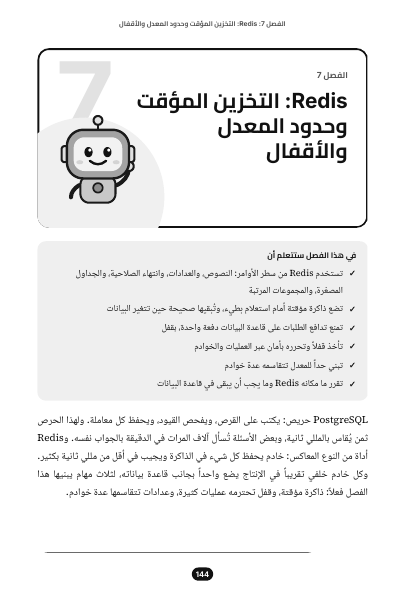 الفصل 7: Redis: التخزين المؤقت وحدود المعدل والأقفال
7
الفصل 7
Redis: التخزين المؤقت
وحدود المعدل
والأقفال
في هذا الفصل ستتعلم أن
✓ تستخدم Redis من سطر الأوامر: النصوص، والعدادات، وانتهاء الصلاحية، والجداول
المصغرة، والمجموعات المرتبة
✓ تضع ذاكرة مؤقتة أمام استعلام بطيء، وتُبقيها صحيحة حين تتغير البيانات
✓ تمنع تدافع الطلبات على قاعدة البيانات دفعة واحدة، بقفل
✓ تأخذ قفلاً وتحرره بأمان عبر العمليات والخوادم
✓ تبني حداً للمعدل تتقاسمه عدة خوادم
✓ تقرر ما مكانه Redis وما يجب أن يبقى في قاعدة البيانات
PostgreSQL حريص: يكتب على القرص، ويفحص القيود، ويحفظ كل معاملة. ولهذا الحرص
ثمن يُقاس بالمللي ثانية، وبعض الأسئلة تُسأل آلاف المرات في الدقيقة بالجواب نفسه. وRedis
أداة من النوع المعاكس: خادم يحفظ كل شيء في الذاكرة ويجيب في أقل من مللي ثانية بكثير.
وكل خادم خلفي تقريباً في الإنتاج يضع واحداً بجانب قاعدة بياناته، لثلاث مهام يبنيها هذا
الفصل فعلاً: ذاكرة مؤقتة، وقفل تحترمه عمليات كثيرة، وعدادات تتقاسمها عدة خوادم.
144